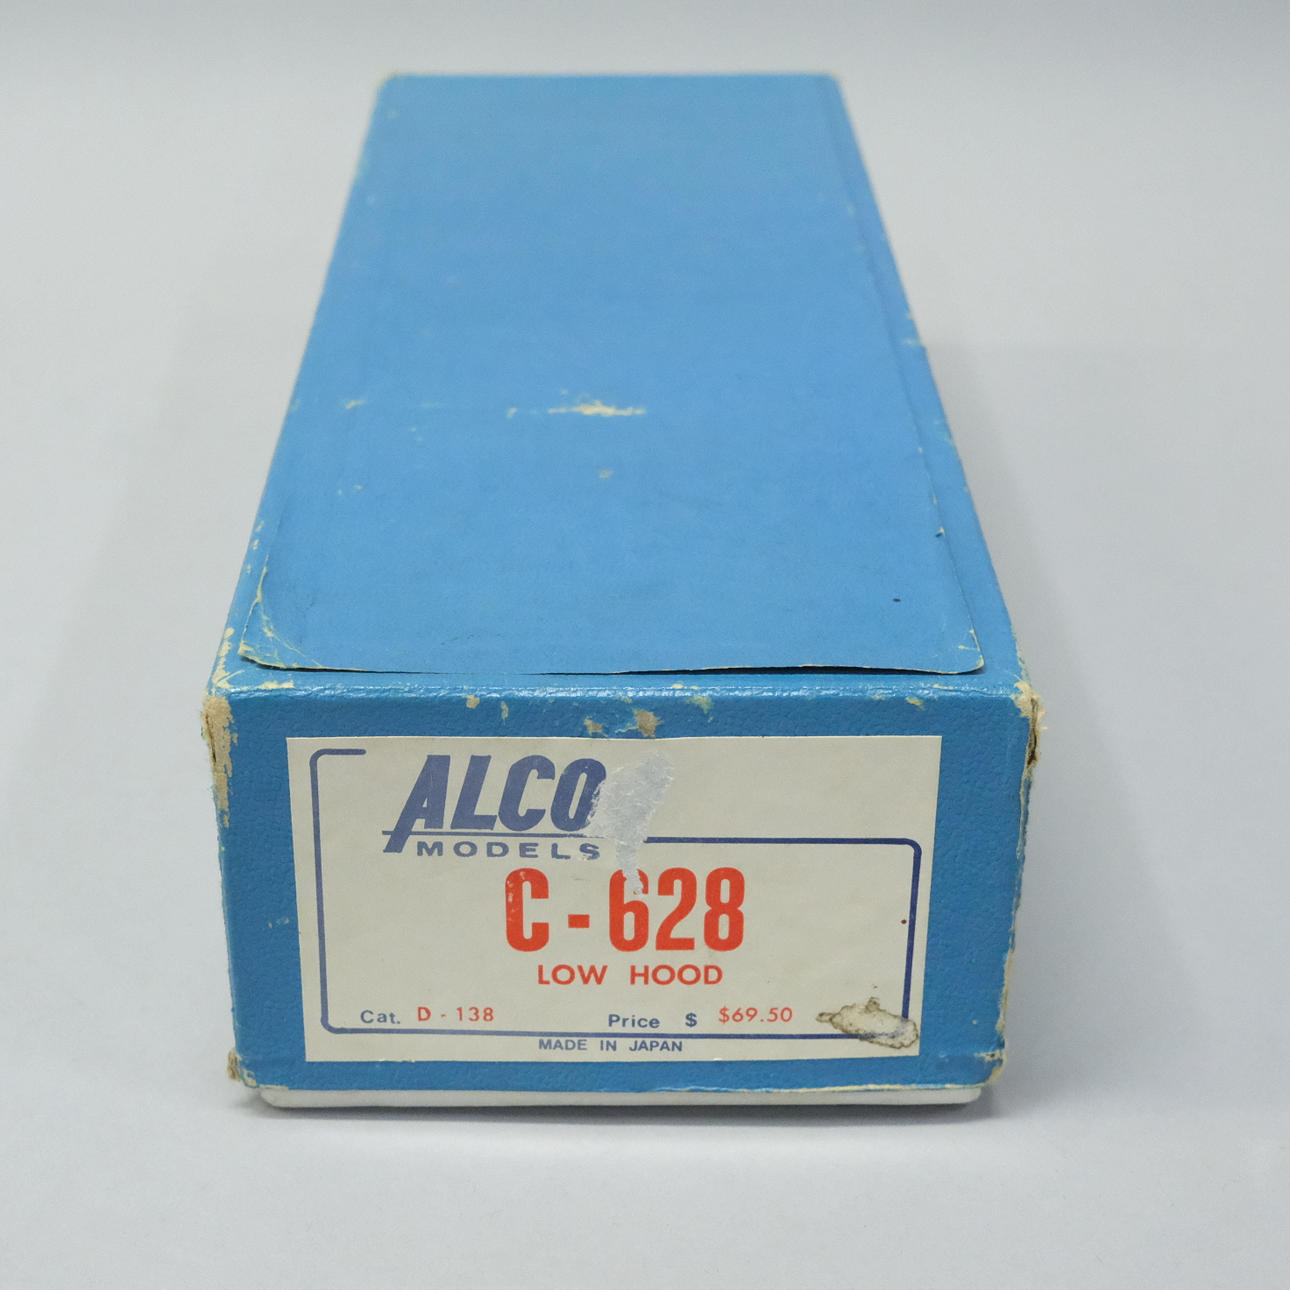 ALCO
MODELS
C-628
LOW HOOD
Cat. D-138 Price $ $69.50
MADE IN JAPAN